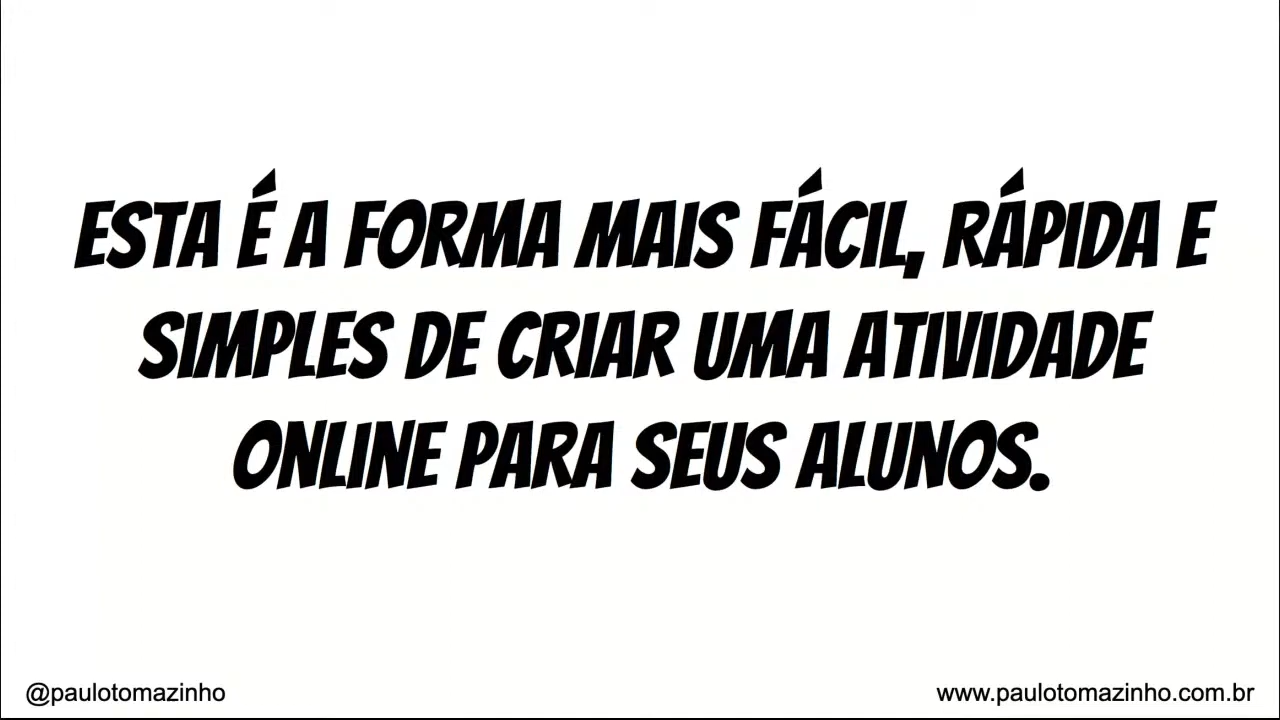 ESTA É A FORMA MAIS FÁCIL, RÁPIDA E
SIMPLES DE CRIAR UMA ATIVIDADE
ONLINE PARA SEUS ALUNOS.
@paulotomazinho
www.paulotomazinho.com.br